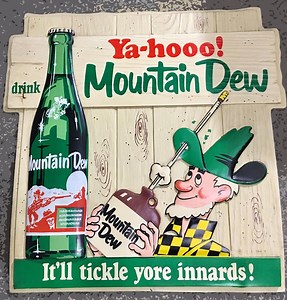 Ya-hooo!
drink Mountain Dew
Mountain Dew
Mountain
Dew
It'll tickle yore innards!